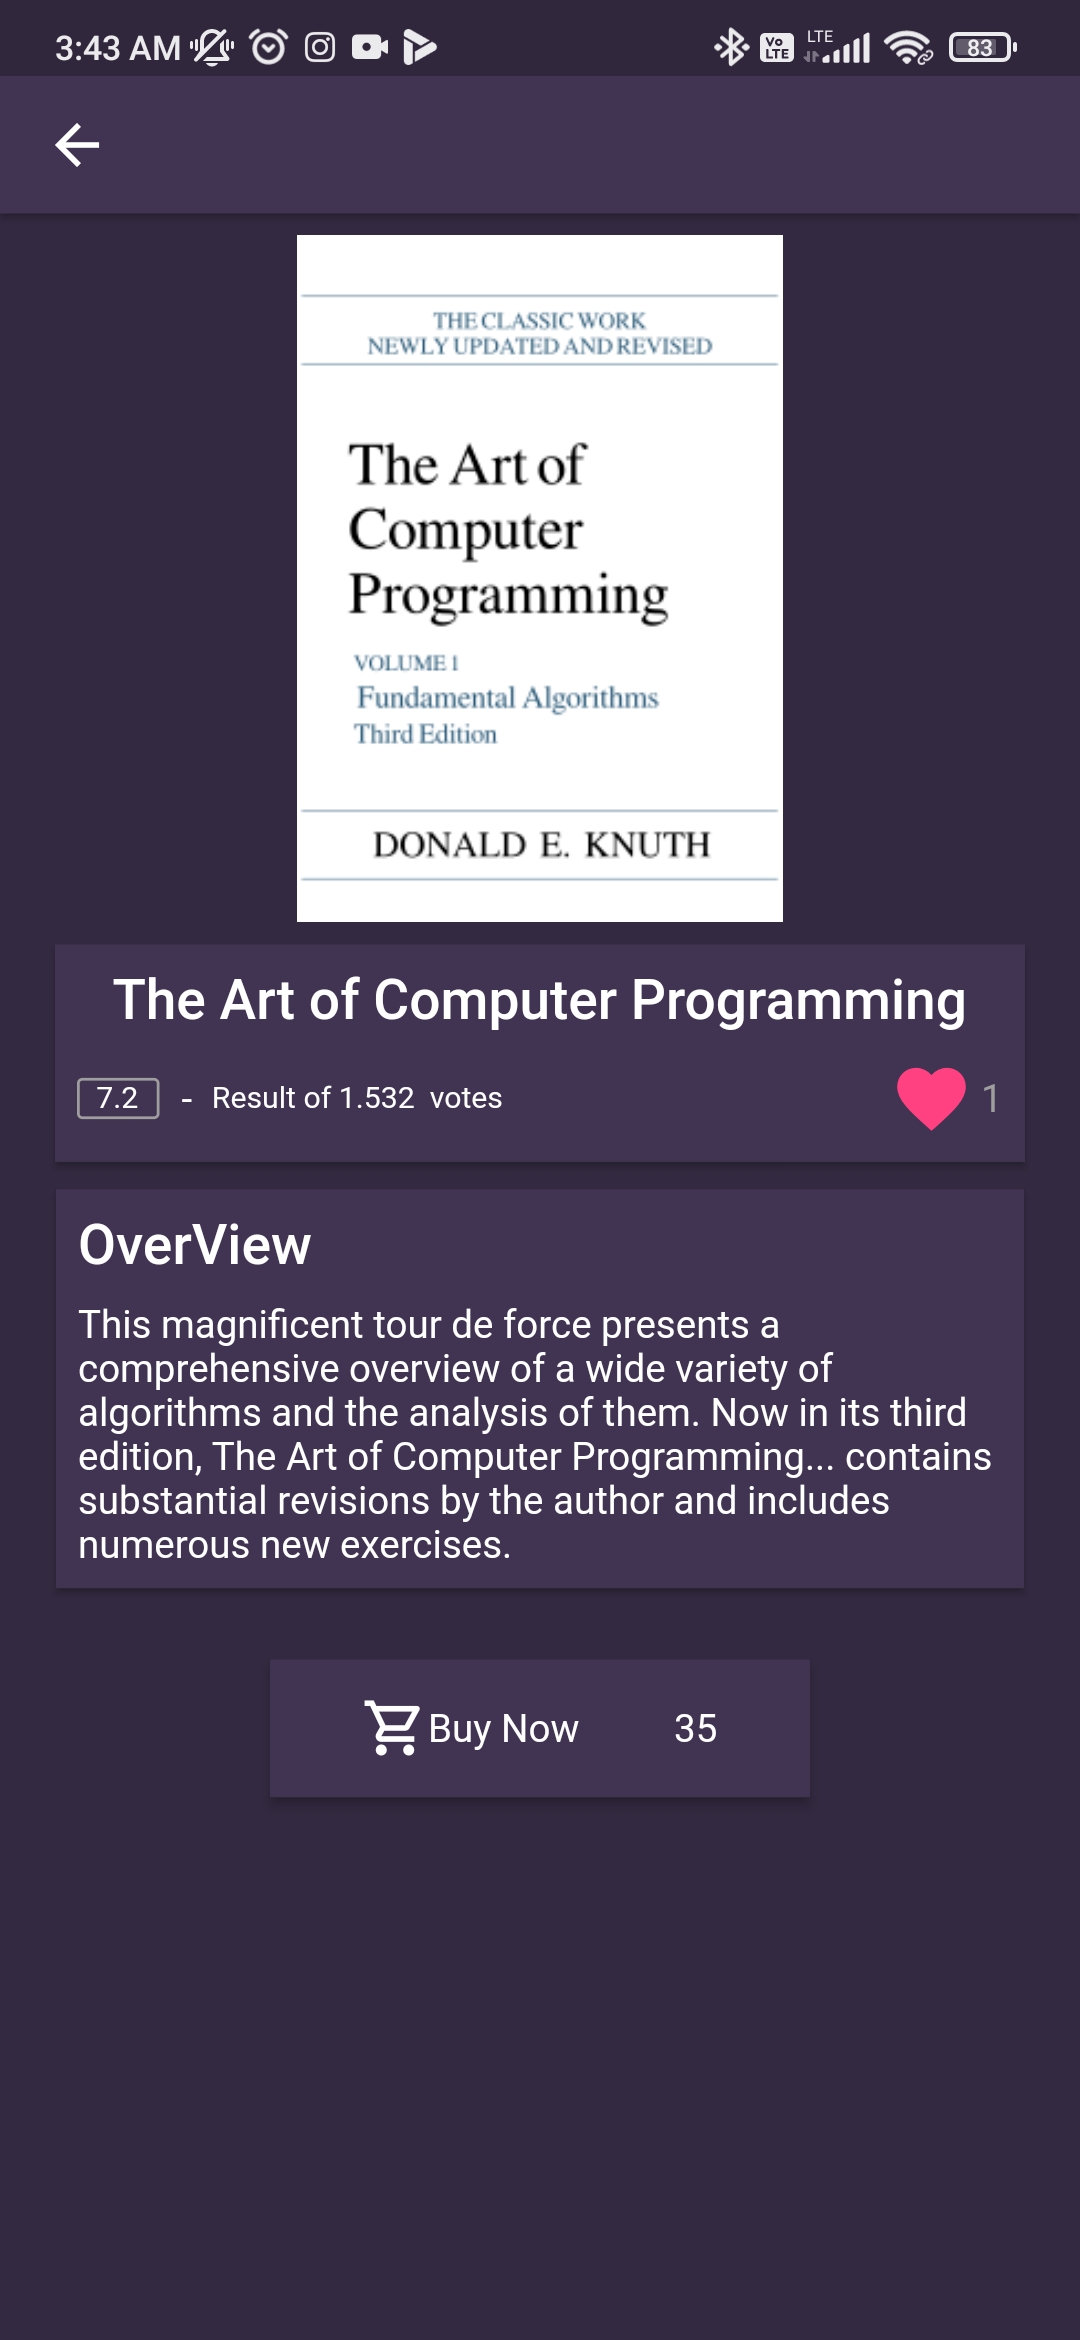 3:43 AM
Vo
LTE
LTE
83
THE CLASSIC WORK
NEWLY UPDATED AND REVISED
The Art of
Computer
Programming
VOLUME 1
Fundamental Algorithms
Third Edition
DONALD E. KNUTH
The Art of Computer Programming
7.2 - Result of 1.532 votes 1
OverView
This magnificent tour de force presents a
comprehensive overview of a wide variety of
algorithms and the analysis of them. Now in its third
edition, The Art of Computer Programming... contains
substantial revisions by the author and includes
numerous new exercises.
Buy Now 35